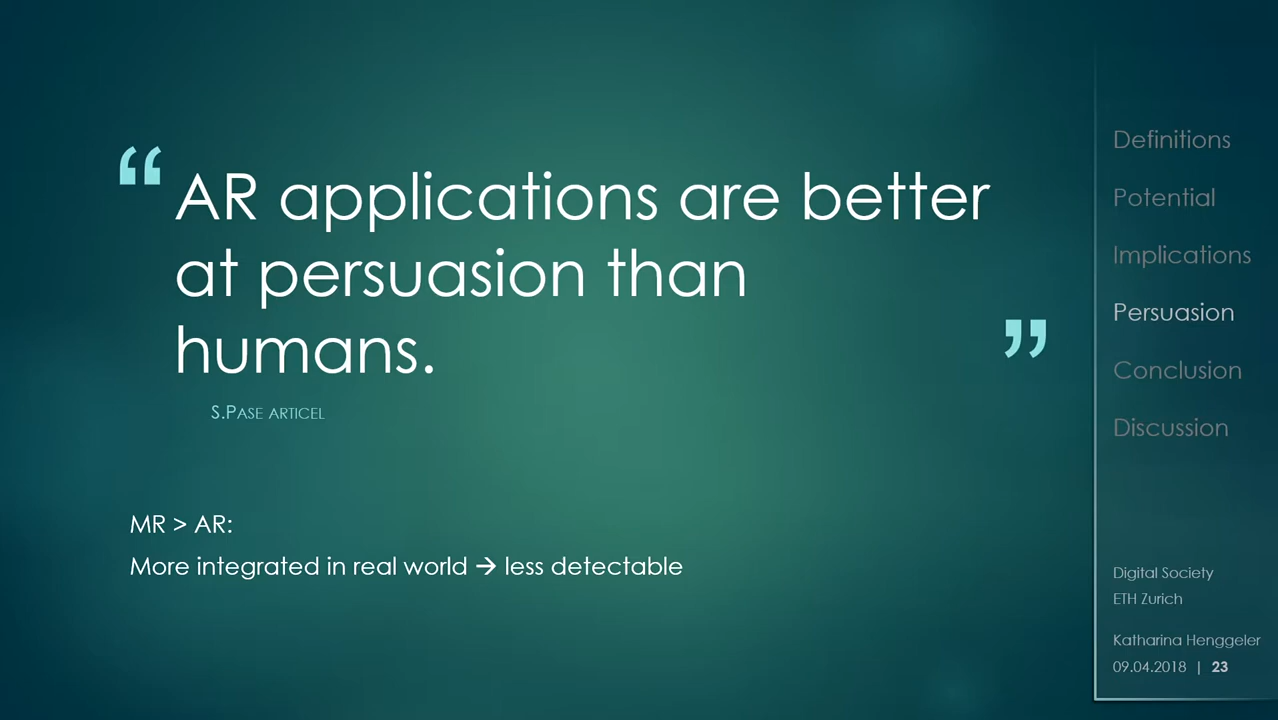 “ AR applications are better
at persuasion than
humans. ”
S.PASE ARTICEL
MR > AR:
More integrated in real world → less detectable
Definitions
Potential
Implications
Persuasion
Conclusion
Discussion
Digital Society
ETH Zurich
Katharina Henggeler
09.04.2018 | 23